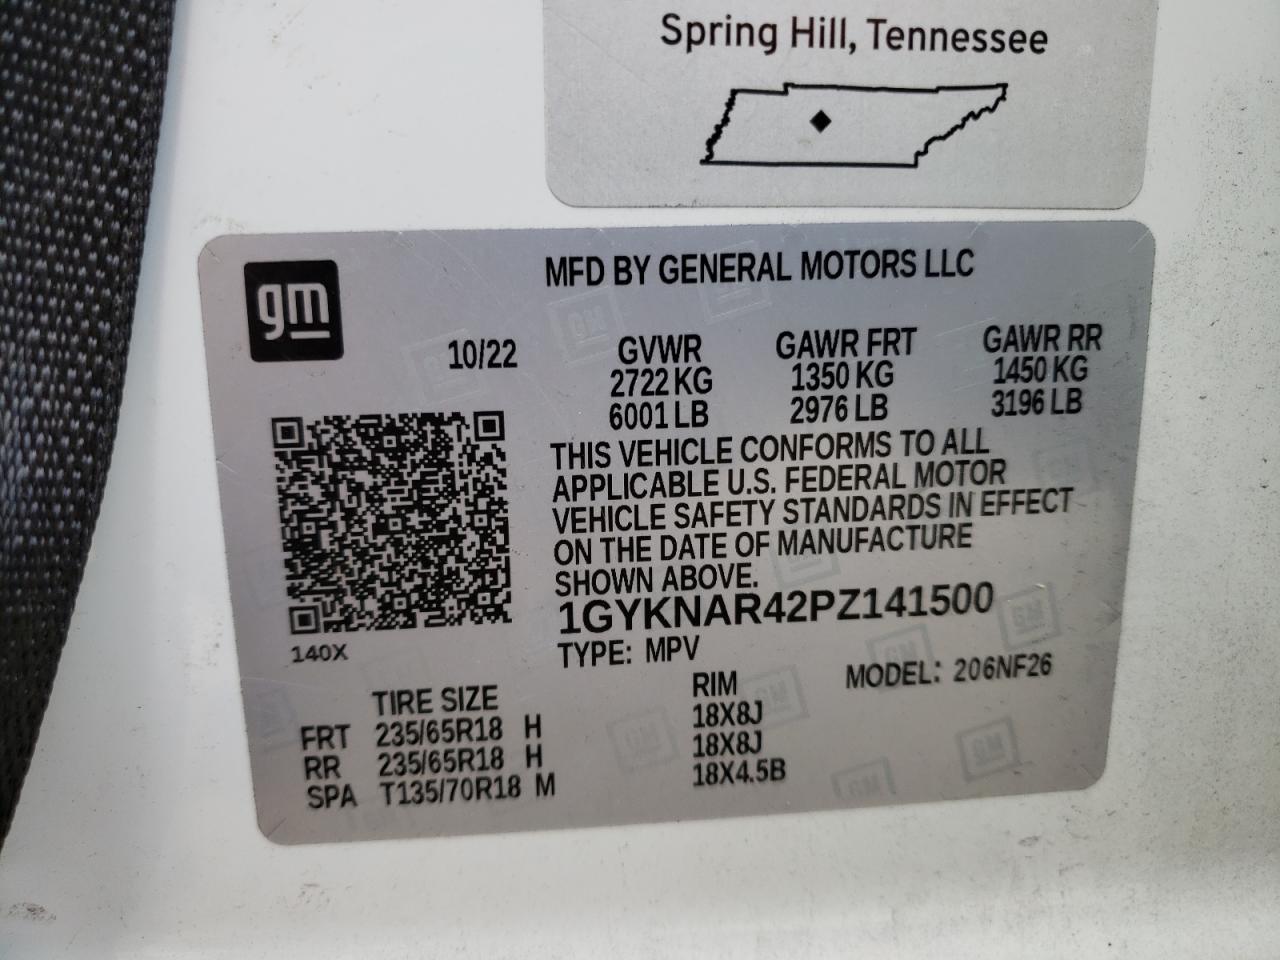 Spring Hill, Tennessee
gm
MFD BY GENERAL MOTORS LLC
10/22 GVWR GAWR FRT GAWR RR
2722 KG 1350 KG 1450 KG
6001 LB 2976 LB 3196 LB
THIS VEHICLE CONFORMS TO ALL
APPLICABLE U.S. FEDERAL MOTOR
VEHICLE SAFETY STANDARDS IN EFFECT
ON THE DATE OF MANUFACTURE
SHOWN ABOVE.
1GYKNAR42PZ141500
140X
TYPE: MPV
MODEL: 206NF26
TIRE SIZE RIM
FRT 235/65R18 H 18X8J
RR 235/65R18 H 18X8J
SPA T135/70R18 M 18X4.5B